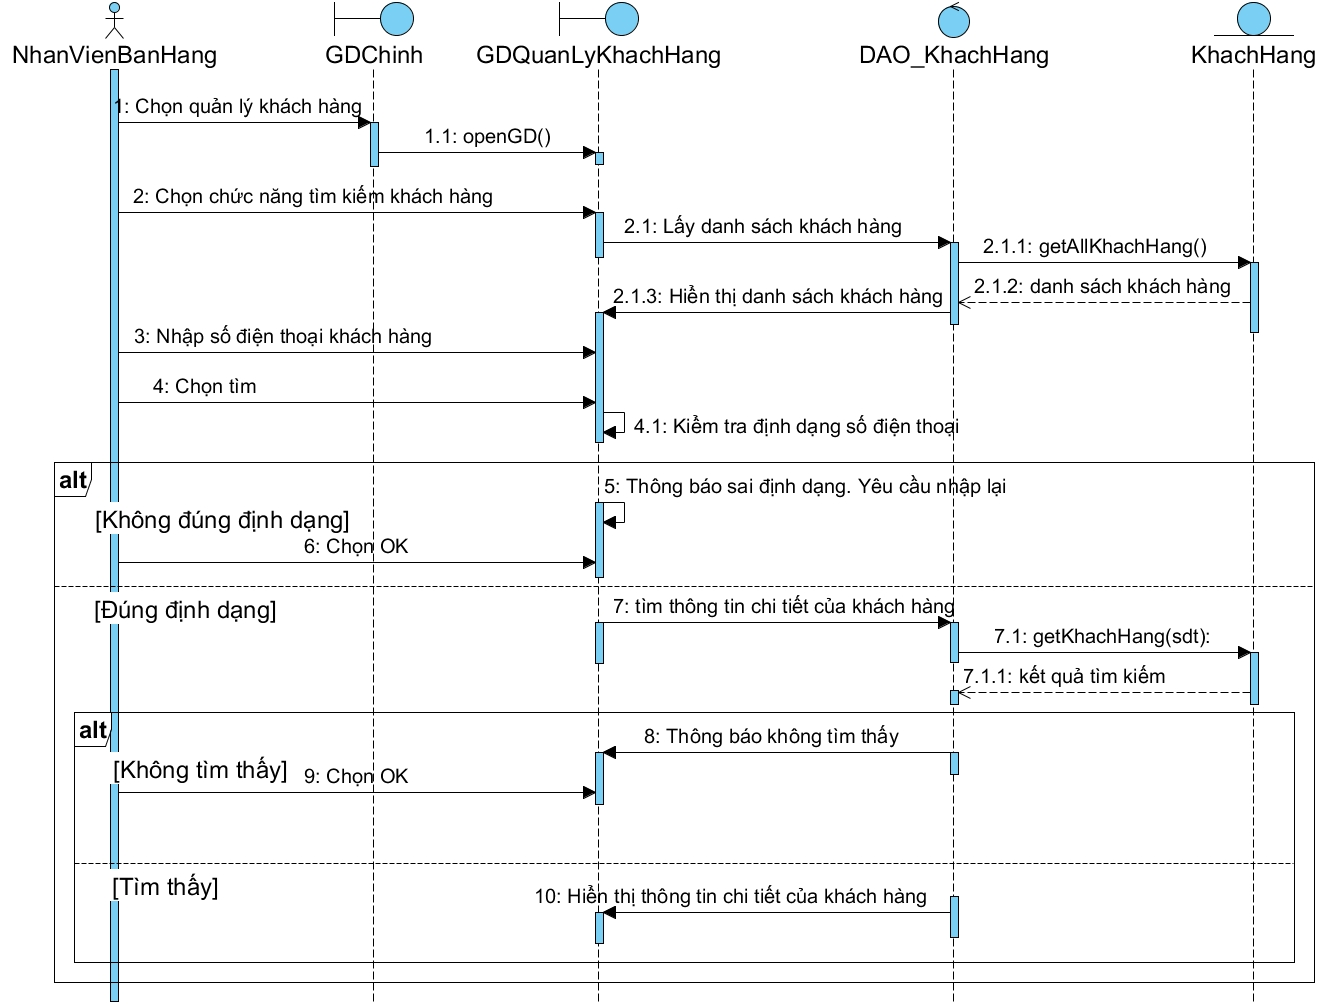 NhanVienBanHang
GDChinh
GDQuanLyKhachHang
DAO_KhachHang
KhachHang
1: Chọn quản lý khách hàng
1.1: openGD()
2: Chọn chức năng tìm kiếm khách hàng
2.1: Lấy danh sách khách hàng
2.1.1: getAllKhachHang()
2.1.2: danh sách khách hàng
2.1.3: Hiển thị danh sách khách hàng
3: Nhập số điện thoại khách hàng
4: Chọn tìm
4.1: Kiểm tra định dạng số điện thoại
alt
5: Thông báo sai định dạng. Yêu cầu nhập lại
[Không đúng định dạng]
6: Chọn OK
[Đúng định dạng]
7: tìm thông tin chi tiết của khách hàng
7.1: getKhachHang(sdt):
7.1.1: kết quả tìm kiếm
alt
8: Thông báo không tìm thấy
[Không tìm thấy]
9: Chọn OK
[Tìm thấy]
10: Hiển thị thông tin chi tiết của khách hàng